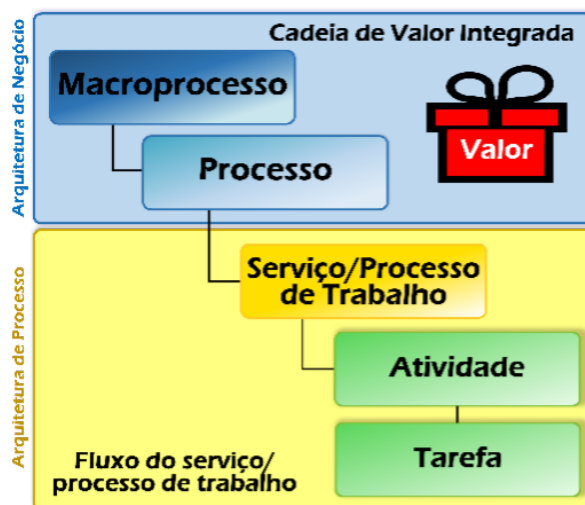 Cadeia de Valor Integrada
Arquitetura de Negócio
Macroprocesso
Valor
Processo
Arquitetura de Processo
Serviço/Processo
de Trabalho
Atividade
Tarefa
Fluxo do serviço/
processo de trabalho